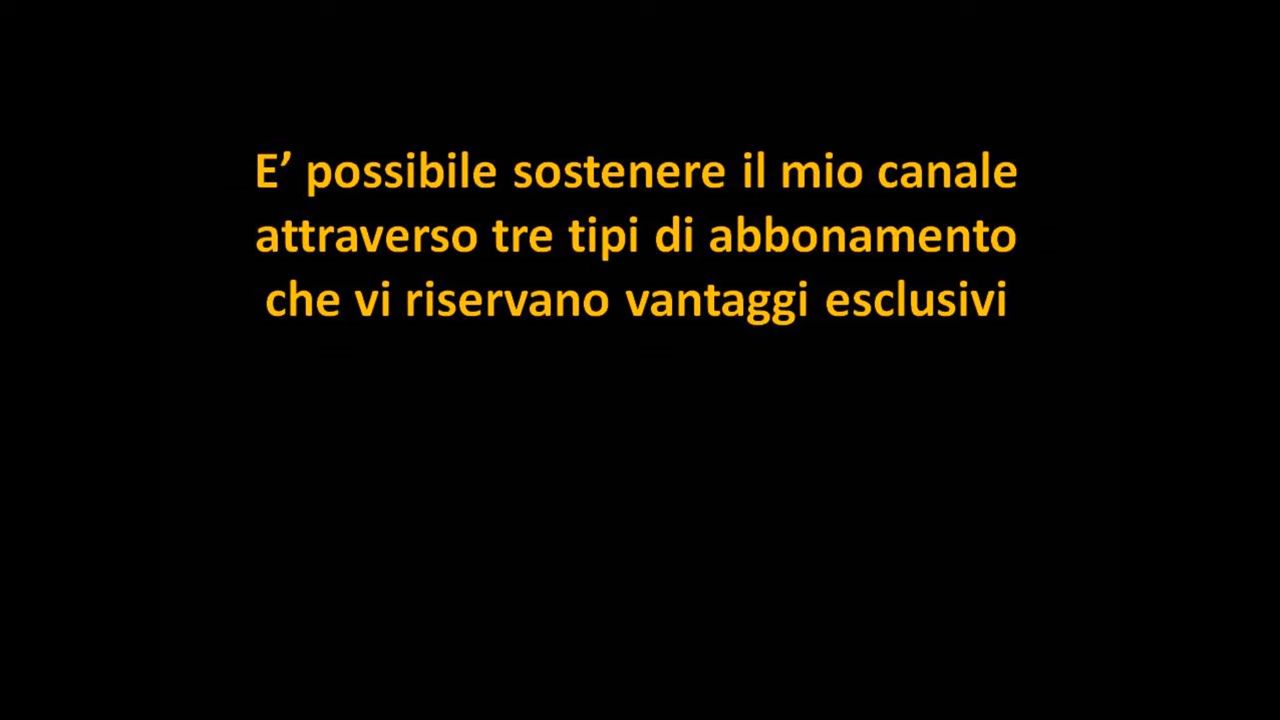 E’ possibile sostenere il mio canale
attraverso tre tipi di abbonamento
che vi riservano vantaggi esclusivi